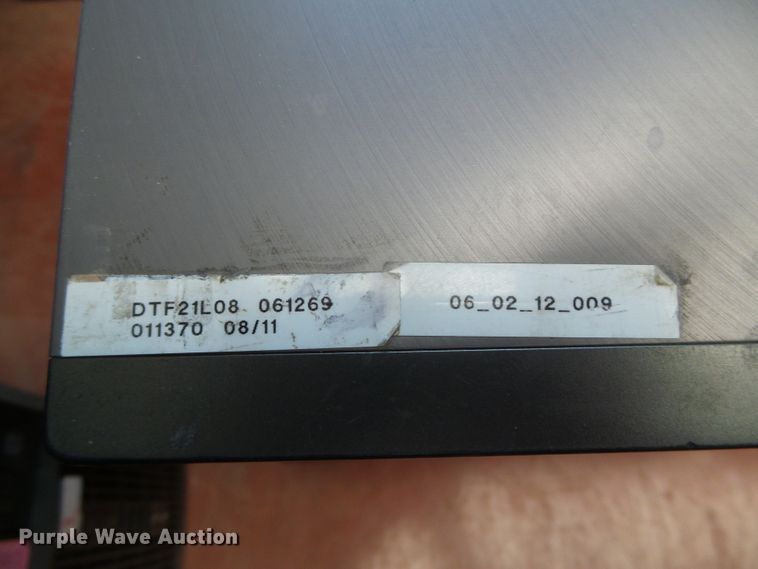 DTF21L08 061269
011370 08/11
06_02_12_009
Purple Wave Auction